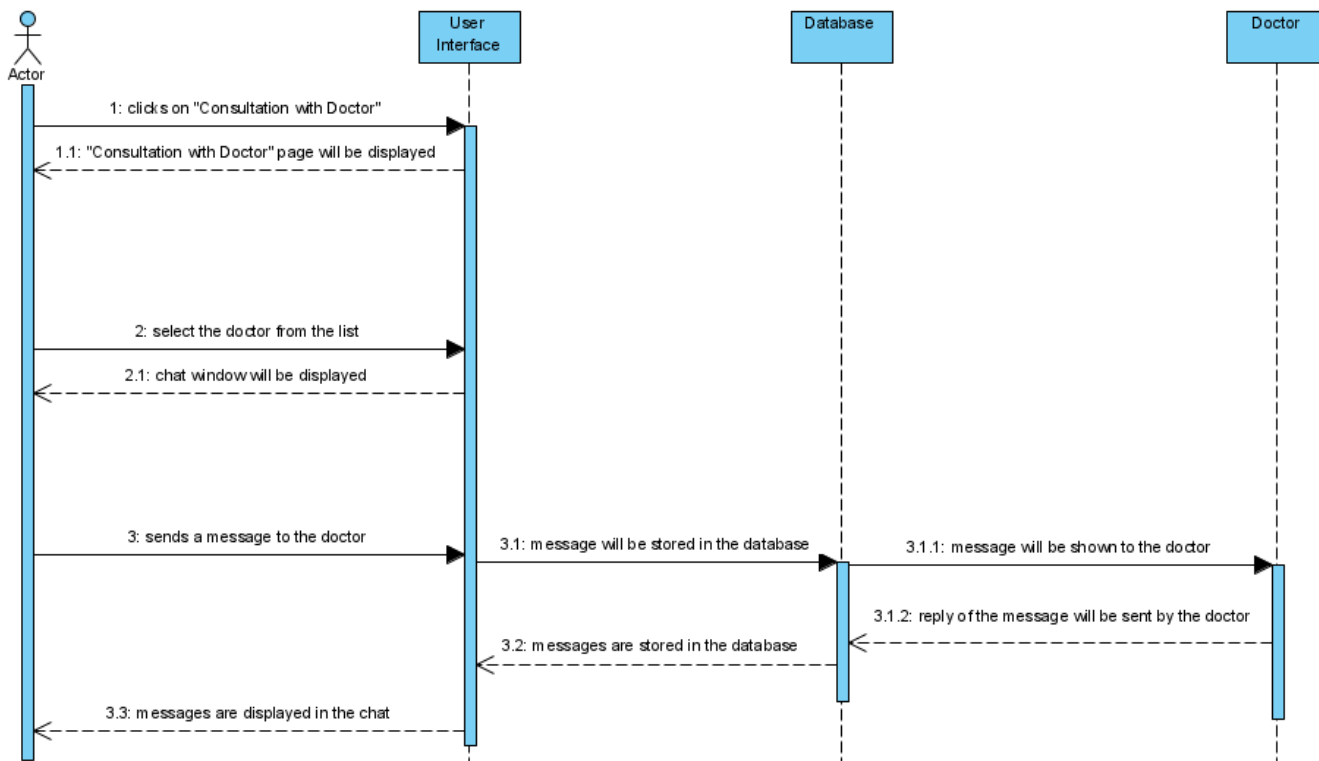 User
Interface
Database
Doctor
Actor
1: clicks on "Consultation with Doctor"
1.1: "Consultation with Doctor" page will be displayed
2: select the doctor from the list
2.1: chat window will be displayed
3: sends a message to the doctor
3.1: message will be stored in the database
3.1.1: message will be shown to the doctor
3.1.2: reply of the message will be sent by the doctor
3.2: messages are stored in the database
3.3: messages are displayed in the chat